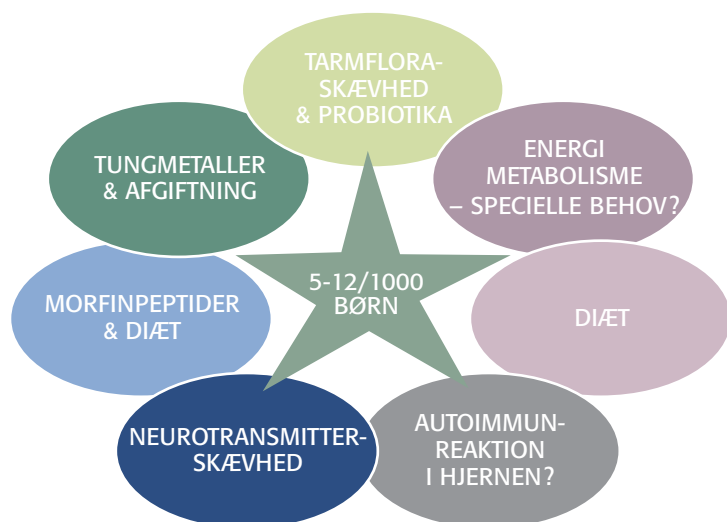 TARMFLORA-
SKÆVHED
& PROBIOTIKA
ENERGI
METABOLISME
– SPECIELLE BEHOV?
DIÆT
AUTOIMMUN-
REAKTION
I HJERNEN?
NEUROTRANSMITTER-
SKÆVHED
MORFINPEPTIDER
& DIÆT
TUNGMETALLER
& AFGIFTNING
5-12/1000
BØRN